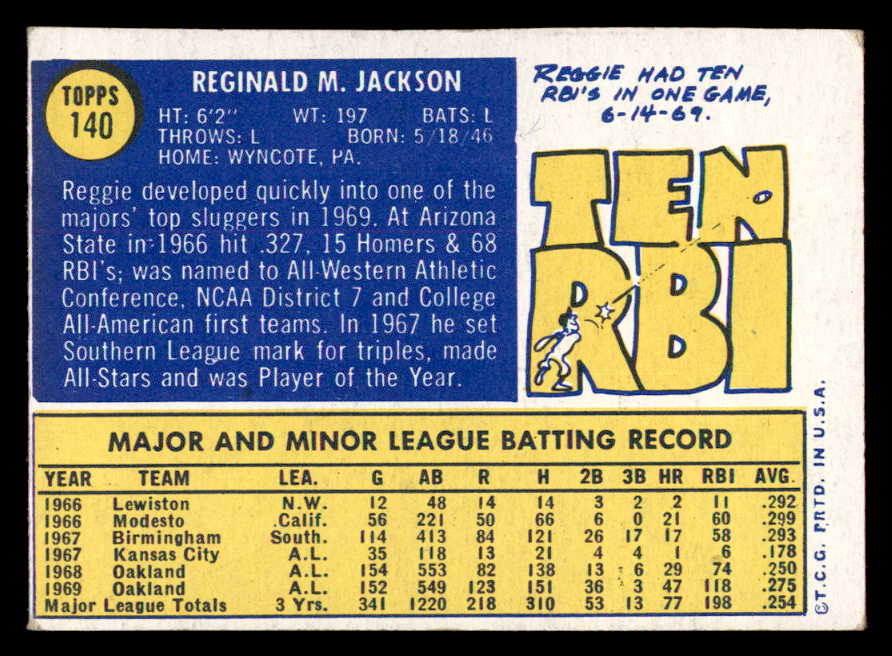 TOPPS
140
REGINALD M. JACKSON
HT: 6'2" WT: 197 BATS: L
THROWS: L BORN: 5/18/46
HOME: WYNCOTE, PA.
Reggie developed quickly into one of the
majors' top sluggers in 1969. At Arizona
State in 1966 hit .327, 15 Homers & 68
RBI's; was named to All-Western Athletic
Conference, NCAA District 7 and College
All-American first teams. In 1967 he set
Southern League mark for triples, made
All-Stars and was Player of the Year.
REGGIE HAD TEN
RBI'S IN ONE GAME,
6-14-69.
TEN
RBI
MAJOR AND MINOR LEAGUE BATTING RECORD
YEAR TEAM LEA. G AB R H 2B 3B HR RBI AVG.
1966 Lewiston N.W. 12 48 14 14 3 2 2 11 .292
1966 Modesto Calif. 56 221 50 66 6 0 21 60 .299
1967 Birmingham South. 114 413 84 121 26 17 17 58 .293
1967 Kansas City A.L. 35 118 13 21 4 4 1 6 .178
1968 Oakland A.L. 154 553 82 138 13 6 29 74 .250
1969 Oakland A.L. 152 549 123 151 36 3 47 118 .275
Major League Totals 3 Yrs. 341 1220 218 310 53 13 77 198 .254
©T.C.G. PRTD. IN U.S.A.